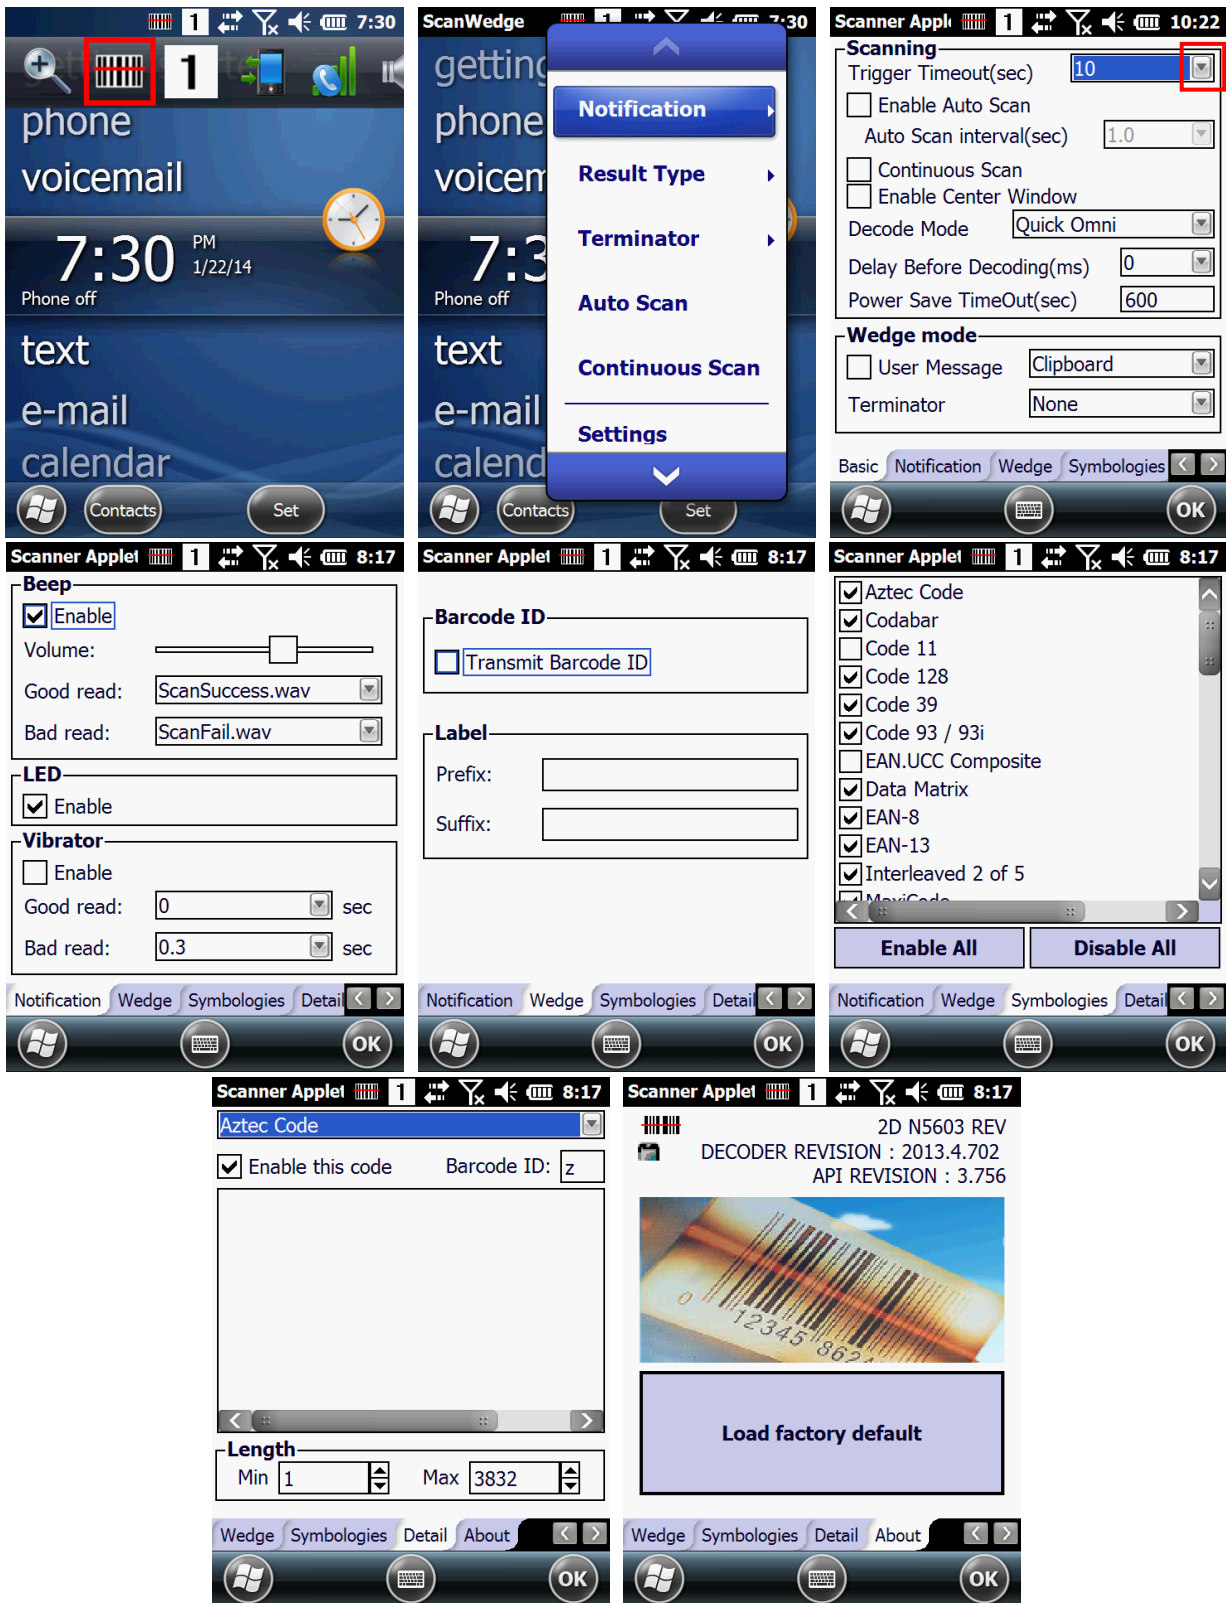 1 7:30
getting started
1
phone
voicemail
7:30 PM
1/22/14
Phone off
text
e-mail
calendar
Contacts Set
ScanWedge 1 7:30
getting
phone
voicem
7:3
Phone off
text
e-mail
calend
Contacts Set
Notification
Result Type
Terminator
Auto Scan
Continuous Scan
Settings
Scanner Appl 1 10:22
Scanning
Trigger Timeout(sec) 10
Enable Auto Scan
Auto Scan interval(sec) 1.0
Continuous Scan
Enable Center Window
Decode Mode Quick Omni
Delay Before Decoding(ms) 0
Power Save TimeOut(sec) 600
Wedge mode
User Message Clipboard
Terminator None
Basic Notification Wedge Symbologies
OK
Scanner Applet 1 8:17
Beep
Enable
Volume:
Good read: ScanSuccess.wav
Bad read: ScanFail.wav
LED
Enable
Vibrator
Enable
Good read: 0 sec
Bad read: 0.3 sec
Notification Wedge Symbologies Detail
OK
Scanner Applet 1 8:17
Barcode ID
Transmit Barcode ID
Label
Prefix:
Suffix:
Notification Wedge Symbologies Detail
OK
Scanner Applet 1 8:17
Aztec Code
Codabar
Code 11
Code 128
Code 39
Code 93 / 93i
EAN.UCC Composite
Data Matrix
EAN-8
EAN-13
Interleaved 2 of 5
MaxiCode
Enable All Disable All
Notification Wedge Symbologies Detail
OK
Scanner Applet 1 8:17
Aztec Code
Enable this code Barcode ID: z
Length
Min 1 Max 3832
Wedge Symbologies Detail About
OK
Scanner Applet 1 8:17
2D N5603 REV
DECODER REVISION : 2013.4.702
API REVISION : 3.756
0 12345 862
Load factory default
Wedge Symbologies Detail About
OK